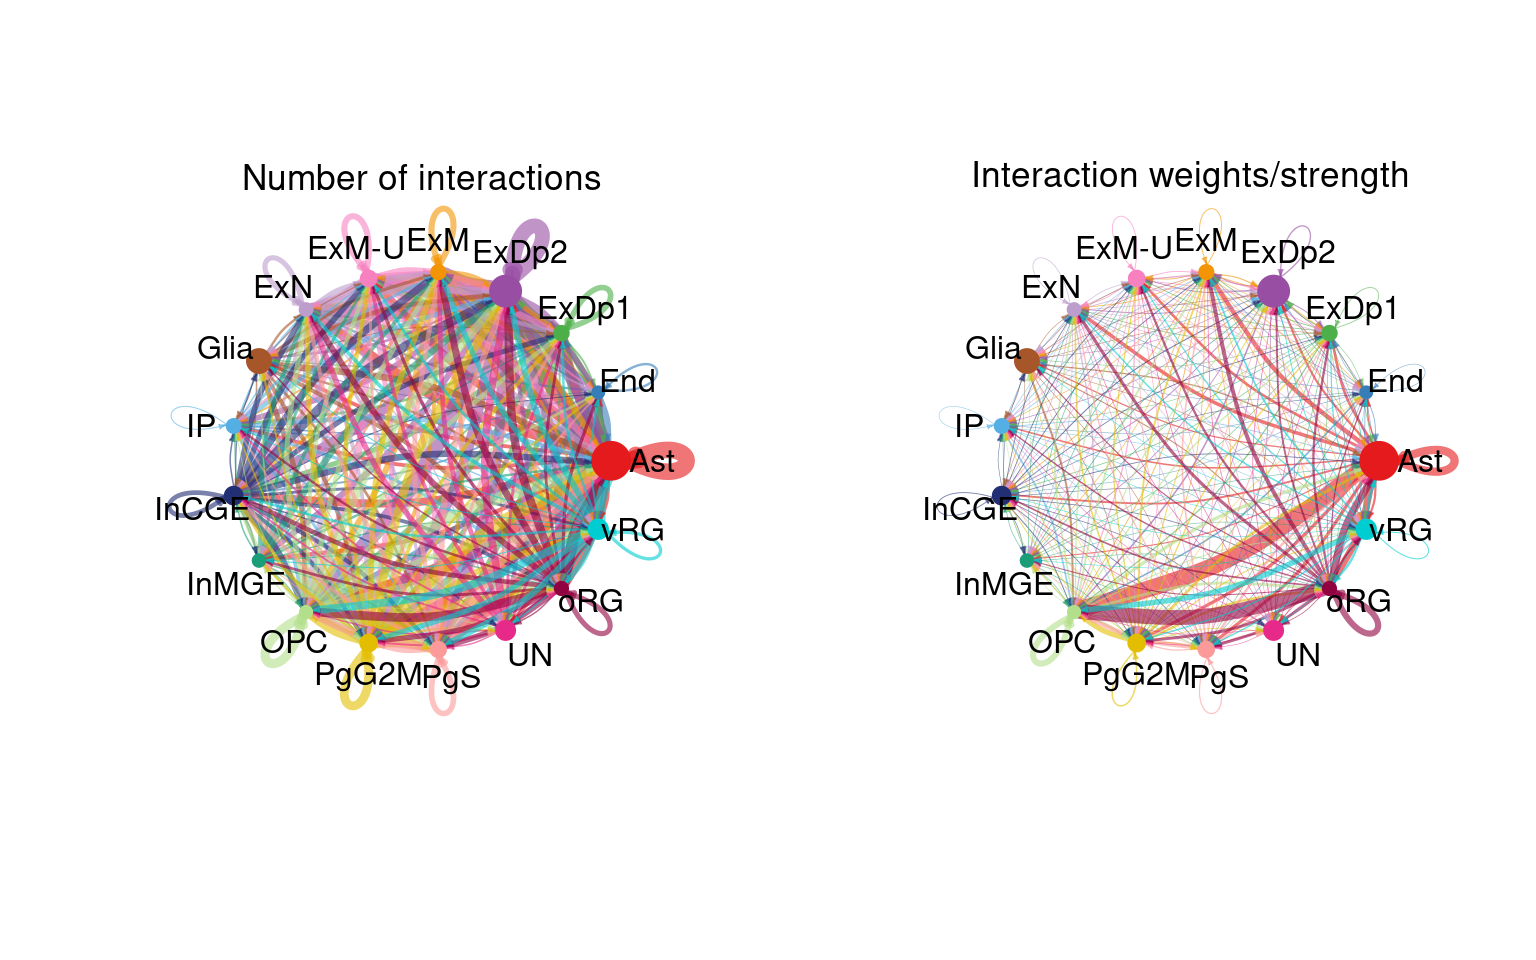 Number of interactions
ExM-U
ExM
ExDp2
ExN
ExDp1
Glia
End
IP
Ast
InCGE
vRG
InMGE
oRG
OPC
UN
PgG2M
PgS
Interaction weights/strength
ExM-U
ExM
ExDp2
ExN
ExDp1
Glia
End
IP
Ast
InCGE
vRG
InMGE
oRG
OPC
UN
PgG2M
PgS